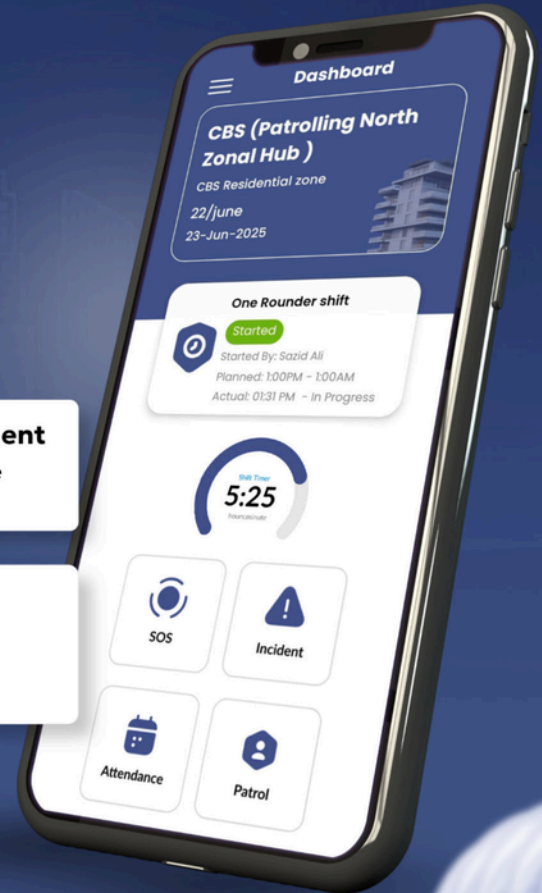 Dashboard
CBS (Patrolling North
Zonal Hub )
CBS Residential zone
22/june
23-Jun-2025
One Rounder shift
Started
Started By: Sazid Ali
Planned: 1:00PM - 1:00AM
Actual: 01:31 PM - In Progress
ent
e
Shift Timer
5:25
SOS
Incident
Attendance
Patrol